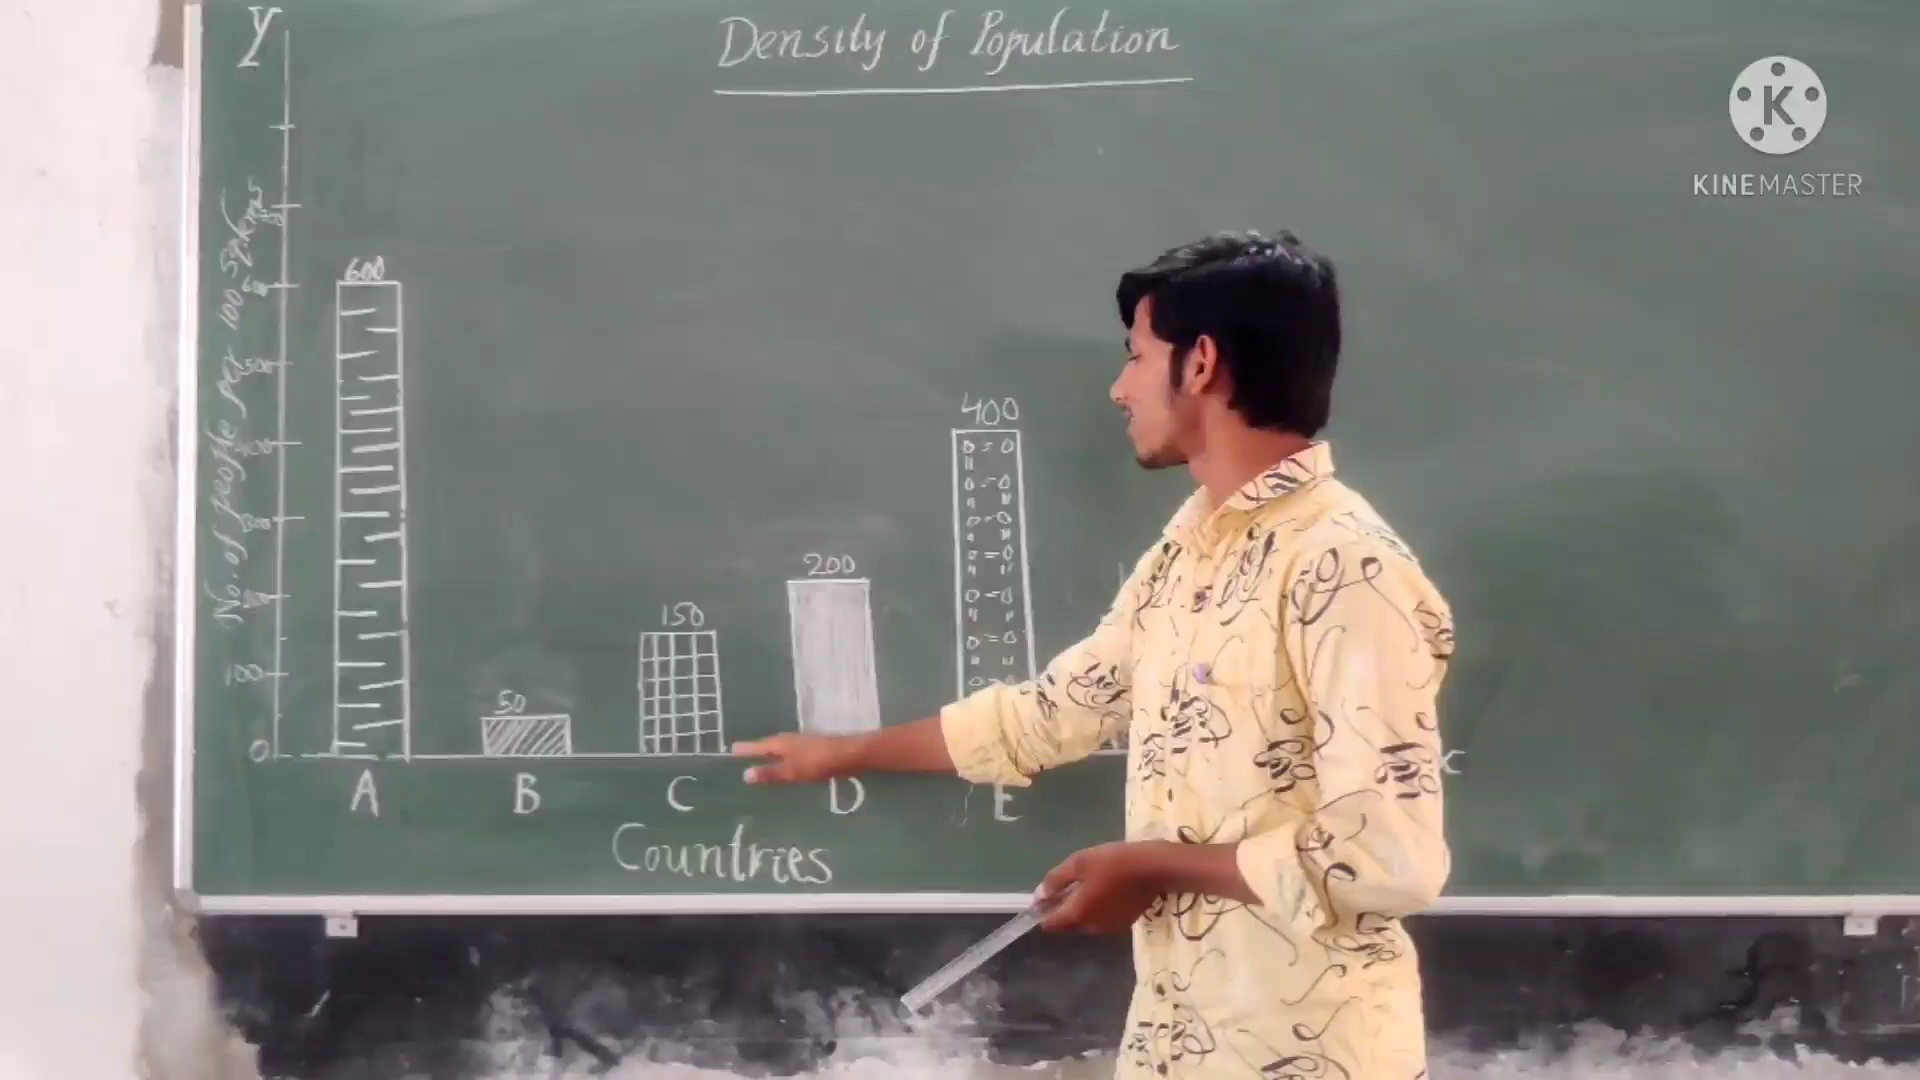 Y
Density of Population
KINEMASTER
No. of people per 100 Sq.kms
700
600
500
400
300
200
100
0
600
50
150
200
400
A B C D E
x
Countries